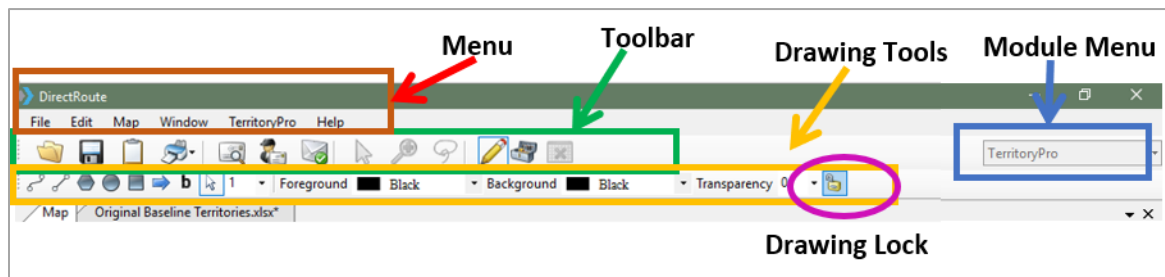 Menu
Toolbar
Drawing Tools
Module Menu
DirectRoute
File Edit Map Window TerritoryPro Help
TerritoryPro
b 1 Foreground Black Background Black Transparency 0
Map Original Baseline Territories.xlsx*
Drawing Lock